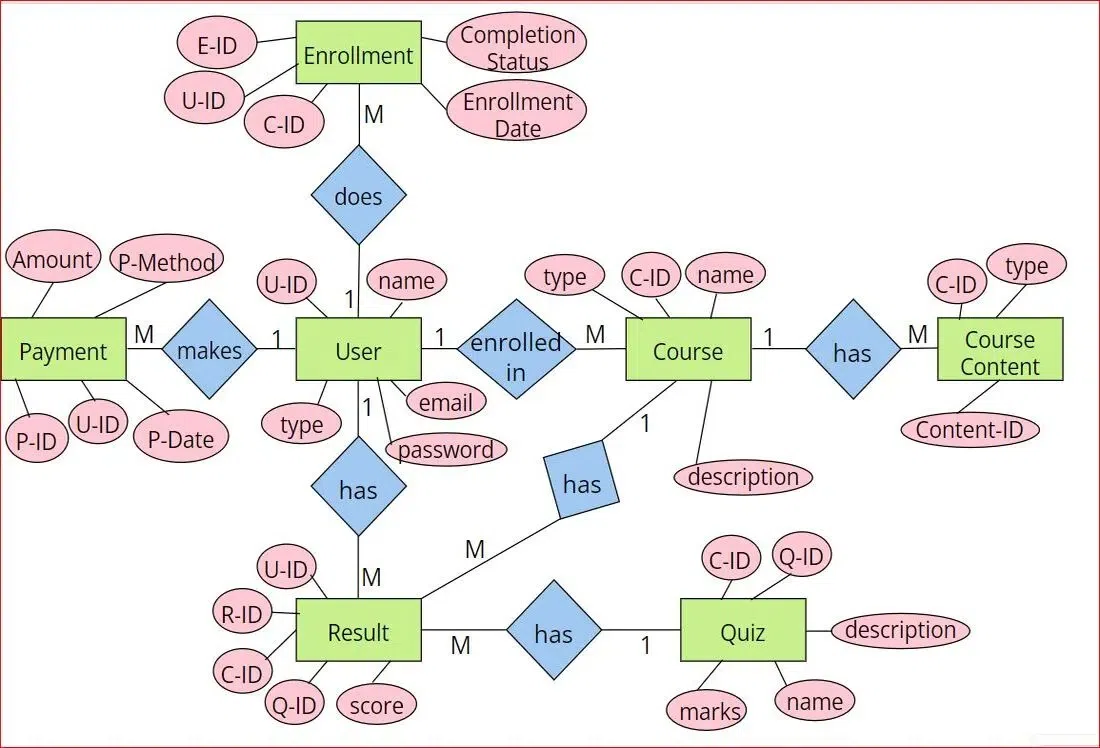 E-ID
Enrollment
Completion
Status
U-ID
C-ID
Enrollment
Date
M
does
Amount
P-Method
U-ID
name
1
type
C-ID
name
C-ID
type
Payment
M
makes
1
User
1
enrolled
in
M
Course
1
has
M
Course
Content
P-ID
U-ID
P-Date
type
1
email
password
1
Content-ID
has
has
description
M
M
U-ID
R-ID
C-ID
Q-ID
score
Result
M
has
1
Quiz
C-ID
Q-ID
description
marks
name